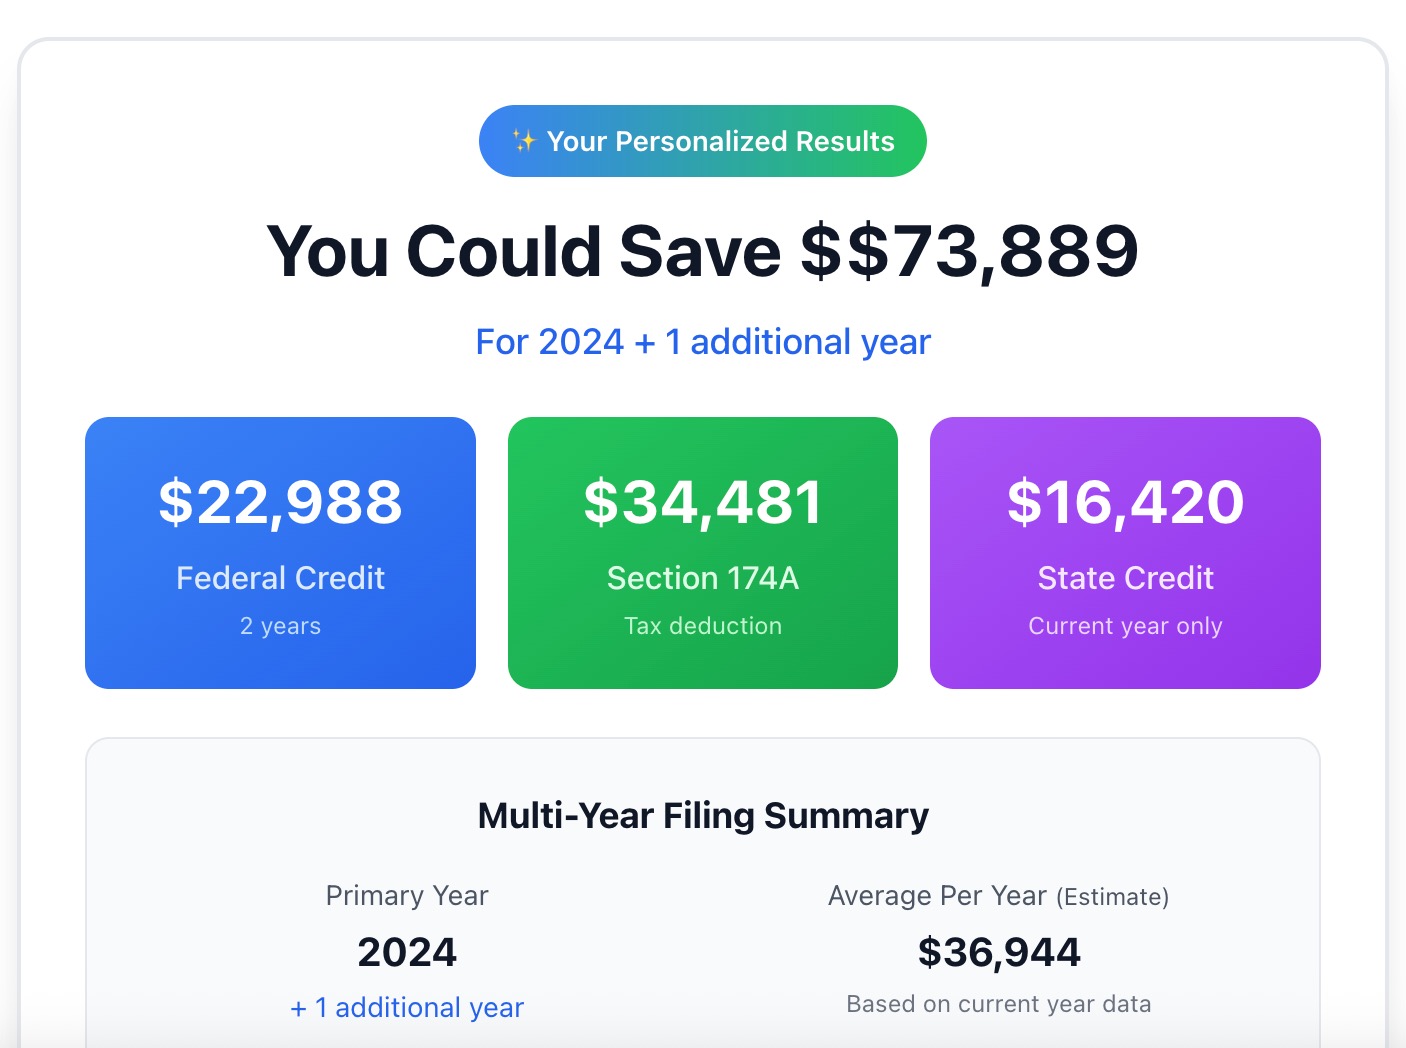 ✨ Your Personalized Results
You Could Save $$73,889
For 2024 + 1 additional year
$22,988
Federal Credit
2 years
$34,481
Section 174A
Tax deduction
$16,420
State Credit
Current year only
Multi-Year Filing Summary
Primary Year
2024
+ 1 additional year
Average Per Year (Estimate)
$36,944
Based on current year data